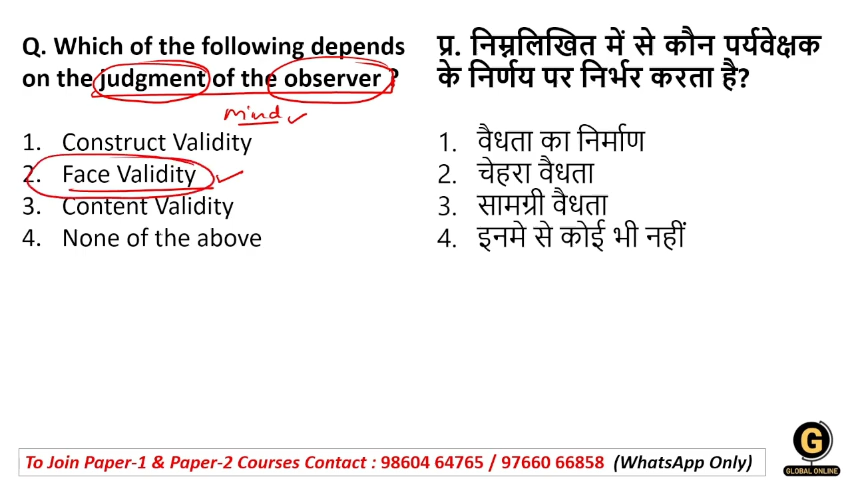 Q. Which of the following depends
on the judgment of the observer ?
mind
1. Construct Validity
2. Face Validity
3. Content Validity
4. None of the above
प्र. निम्नलिखित में से कौन पर्यवेक्षक
के निर्णय पर निर्भर करता है?
1. वैधता का निर्माण
2. चेहरा वैधता
3. सामग्री वैधता
4. इनमे से कोई भी नहीं
To Join Paper-1 & Paper-2 Courses Contact : 98604 64765 / 97660 66858 (WhatsApp Only)
G
GLOBAL ONLINE